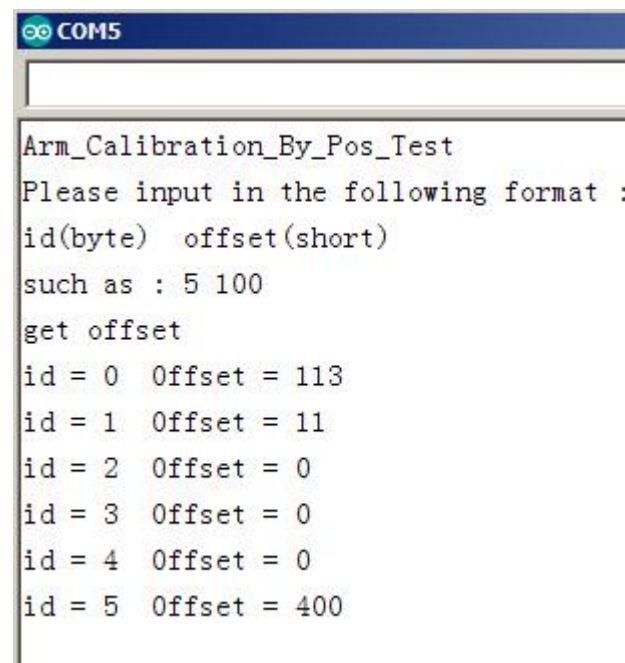 COM5
Arm_Calibration_By_Pos_Test
Please input in the following format :
id(byte)  offset(short)
such as : 5 100
get offset
id = 0  Offset = 113
id = 1  Offset = 11
id = 2  Offset = 0
id = 3  Offset = 0
id = 4  Offset = 0
id = 5  Offset = 400